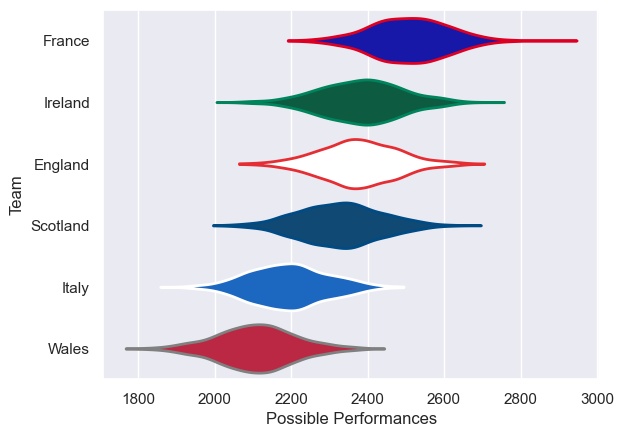 France
Ireland
England
Scotland
Italy
Wales
Team
1800 2000 2200 2400 2600 2800 3000
Possible Performances